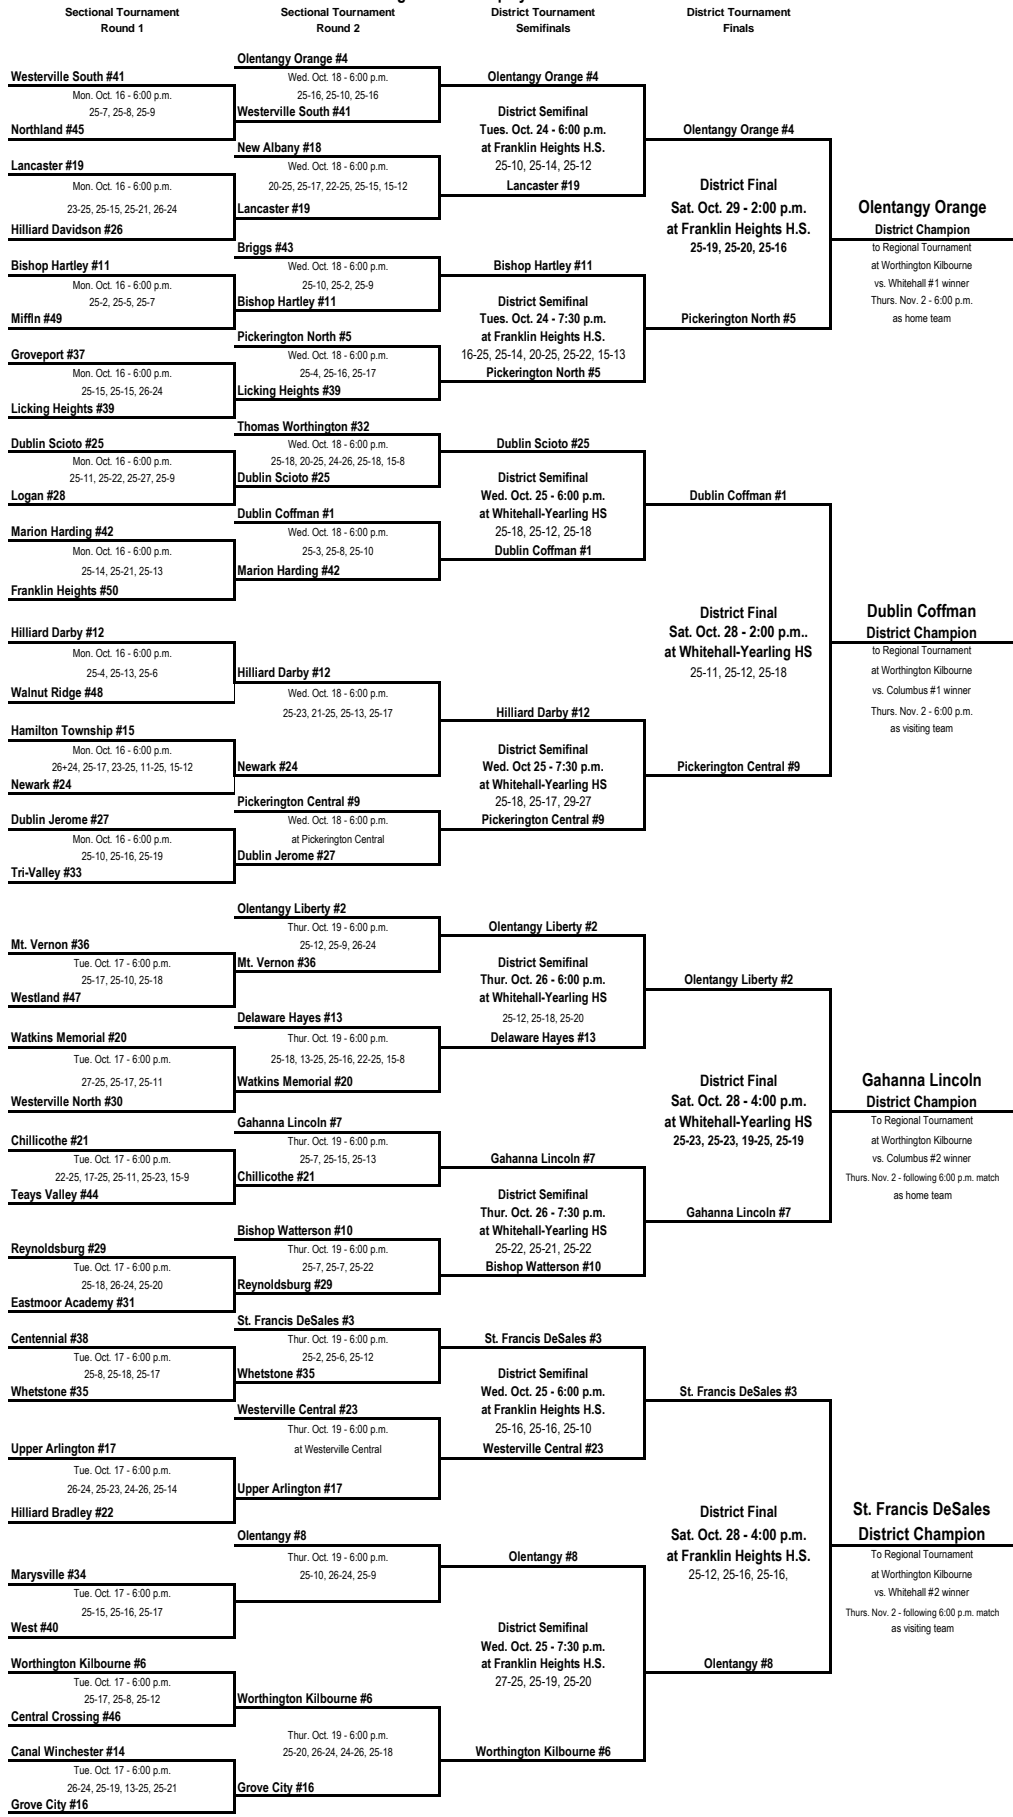 Sectional Tournament
Round 1
Sectional Tournament
Round 2
District Tournament
Semifinals
District Tournament
Finals
Westerville South #41
Mon. Oct. 16 - 6:00 p.m.
25-7, 25-8, 25-9
Northland #45
Lancaster #19
Mon. Oct. 16 - 6:00 p.m.
23-25, 25-15, 25-21, 26-24
Hilliard Davidson #26
Bishop Hartley #11
Mon. Oct. 16 - 6:00 p.m.
25-2, 25-5, 25-7
Miffln #49
Groveport #37
Mon. Oct. 16 - 6:00 p.m.
25-15, 25-15, 26-24
Licking Heights #39
Dublin Scioto #25
Mon. Oct. 16 - 6:00 p.m.
25-11, 25-22, 25-27, 25-9
Logan #28
Marion Harding #42
Mon. Oct. 16 - 6:00 p.m.
25-14, 25-21, 25-13
Franklin Heights #50
Hilliard Darby #12
Mon. Oct. 16 - 6:00 p.m.
25-4, 25-13, 25-6
Walnut Ridge #48
Hamilton Township #15
Mon. Oct. 16 - 6:00 p.m.
26+24, 25-17, 23-25, 11-25, 15-12
Newark #24
Dublin Jerome #27
Mon. Oct. 16 - 6:00 p.m.
25-10, 25-16, 25-19
Tri-Valley #33
Mt. Vernon #36
Tue. Oct. 17 - 6:00 p.m.
25-17, 25-10, 25-18
Westland #47
Watkins Memorial #20
Tue. Oct. 17 - 6:00 p.m.
27-25, 25-17, 25-11
Westerville North #30
Chillicothe #21
Tue. Oct. 17 - 6:00 p.m.
22-25, 17-25, 25-11, 25-23, 15-9
Teays Valley #44
Reynoldsburg #29
Tue. Oct. 17 - 6:00 p.m.
25-18, 26-24, 25-20
Eastmoor Academy #31
Centennial #38
Tue. Oct. 17 - 6:00 p.m.
25-8, 25-18, 25-17
Whetstone #35
Upper Arlington #17
Tue. Oct. 17 - 6:00 p.m.
26-24, 25-23, 24-26, 25-14
Hilliard Bradley #22
Marysville #34
Tue. Oct. 17 - 6:00 p.m.
25-15, 25-16, 25-17
West #40
Worthington Kilbourne #6
Tue. Oct. 17 - 6:00 p.m.
25-17, 25-8, 25-12
Central Crossing #46
Canal Winchester #14
Tue. Oct. 17 - 6:00 p.m.
26-24, 25-19, 13-25, 25-21
Grove City #16
Olentangy Orange #4
Wed. Oct. 18 - 6:00 p.m.
25-16, 25-10, 25-16
Westerville South #41
New Albany #18
Wed. Oct. 18 - 6:00 p.m.
20-25, 25-17, 22-25, 25-15, 15-12
Lancaster #19
Briggs #43
Wed. Oct. 18 - 6:00 p.m.
25-10, 25-2, 25-9
Bishop Hartley #11
Pickerington North #5
Wed. Oct. 18 - 6:00 p.m.
25-4, 25-16, 25-17
Licking Heights #39
Thomas Worthington #32
Wed. Oct. 18 - 6:00 p.m.
25-18, 20-25, 24-26, 25-18, 15-8
Dublin Scioto #25
Dublin Coffman #1
Wed. Oct. 18 - 6:00 p.m.
25-3, 25-8, 25-10
Marion Harding #42
Hilliard Darby #12
Wed. Oct. 18 - 6:00 p.m.
25-23, 21-25, 25-13, 25-17
Newark #24
Pickerington Central #9
Wed. Oct. 18 - 6:00 p.m.
at Pickerington Central
Dublin Jerome #27
Olentangy Liberty #2
Thur. Oct. 19 - 6:00 p.m.
25-12, 25-9, 26-24
Mt. Vernon #36
Delaware Hayes #13
Thur. Oct. 19 - 6:00 p.m.
25-18, 13-25, 25-16, 22-25, 15-8
Watkins Memorial #20
Gahanna Lincoln #7
Thur. Oct. 19 - 6:00 p.m.
25-7, 25-15, 25-13
Chillicothe #21
Bishop Watterson #10
Thur. Oct. 19 - 6:00 p.m.
25-7, 25-7, 25-22
Reynoldsburg #29
St. Francis DeSales #3
Thur. Oct. 19 - 6:00 p.m.
25-2, 25-6, 25-12
Whetstone #35
Westerville Central #23
Thur. Oct. 19 - 6:00 p.m.
at Westerville Central
Upper Arlington #17
Olentangy #8
Thur. Oct. 19 - 6:00 p.m.
25-10, 26-24, 25-9
Worthington Kilbourne #6
Thur. Oct. 19 - 6:00 p.m.
25-20, 26-24, 24-26, 25-18
Grove City #16
Olentangy Orange #4
District Semifinal
Tues. Oct. 24 - 6:00 p.m.
at Franklin Heights H.S.
25-10, 25-14, 25-12
Lancaster #19
Bishop Hartley #11
District Semifinal
Tues. Oct. 24 - 7:30 p.m.
at Franklin Heights H.S.
16-25, 25-14, 20-25, 25-22, 15-13
Pickerington North #5
Dublin Scioto #25
District Semifinal
Wed. Oct. 25 - 6:00 p.m.
at Whitehall-Yearling HS
25-18, 25-12, 25-18
Dublin Coffman #1
Hilliard Darby #12
District Semifinal
Wed. Oct 25 - 7:30 p.m.
at Whitehall-Yearling HS
25-18, 25-17, 29-27
Pickerington Central #9
Olentangy Liberty #2
District Semifinal
Thur. Oct. 26 - 6:00 p.m.
at Whitehall-Yearling HS
25-12, 25-18, 25-20
Delaware Hayes #13
Gahanna Lincoln #7
District Semifinal
Thur. Oct. 26 - 7:30 p.m.
at Whitehall-Yearling HS
25-22, 25-21, 25-22
Bishop Watterson #10
St. Francis DeSales #3
District Semifinal
Wed. Oct. 25 - 6:00 p.m.
at Franklin Heights H.S.
25-16, 25-16, 25-10
Westerville Central #23
Olentangy #8
District Semifinal
Wed. Oct. 25 - 7:30 p.m.
at Franklin Heights H.S.
27-25, 25-19, 25-20
Worthington Kilbourne #6
Olentangy Orange #4
District Final
Sat. Oct. 29 - 2:00 p.m.
at Franklin Heights H.S.
25-19, 25-20, 25-16
Pickerington North #5
Dublin Coffman #1
District Final
Sat. Oct. 28 - 2:00 p.m..
at Whitehall-Yearling HS
25-11, 25-12, 25-18
Pickerington Central #9
Olentangy Liberty #2
District Final
Sat. Oct. 28 - 4:00 p.m.
at Whitehall-Yearling HS
25-23, 25-23, 19-25, 25-19
Gahanna Lincoln #7
St. Francis DeSales #3
District Final
Sat. Oct. 28 - 4:00 p.m.
at Franklin Heights H.S.
25-12, 25-16, 25-16,
Olentangy #8
Olentangy Orange
District Champion
to Regional Tournament
at Worthington Kilbourne
vs. Whitehall #1 winner
Thurs. Nov. 2 - 6:00 p.m.
as home team
Dublin Coffman
District Champion
to Regional Tournament
at Worthington Kilbourne
vs. Columbus #1 winner
Thurs. Nov. 2 - 6:00 p.m.
as visiting team
Gahanna Lincoln
District Champion
To Regional Tournament
at Worthington Kilbourne
vs. Columbus #2 winner
Thurs. Nov. 2 - following 6:00 p.m. match
as home team
St. Francis DeSales
District Champion
To Regional Tournament
at Worthington Kilbourne
vs. Whitehall #2 winner
Thurs. Nov. 2 - following 6:00 p.m. match
as visiting team